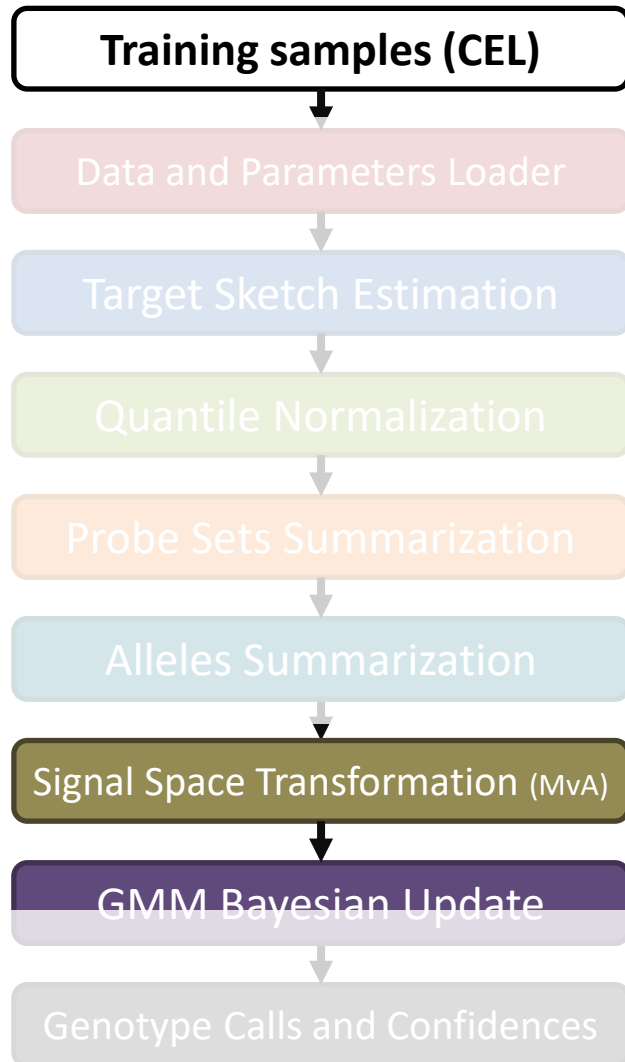 Training samples (CEL)
Data and Parameters Loader
Target Sketch Estimation
Quantile Normalization
Probe Sets Summarization
Alleles Summarization
Signal Space Transformation (MvA)
GMM Bayesian Update
Genotype Calls and Confidences